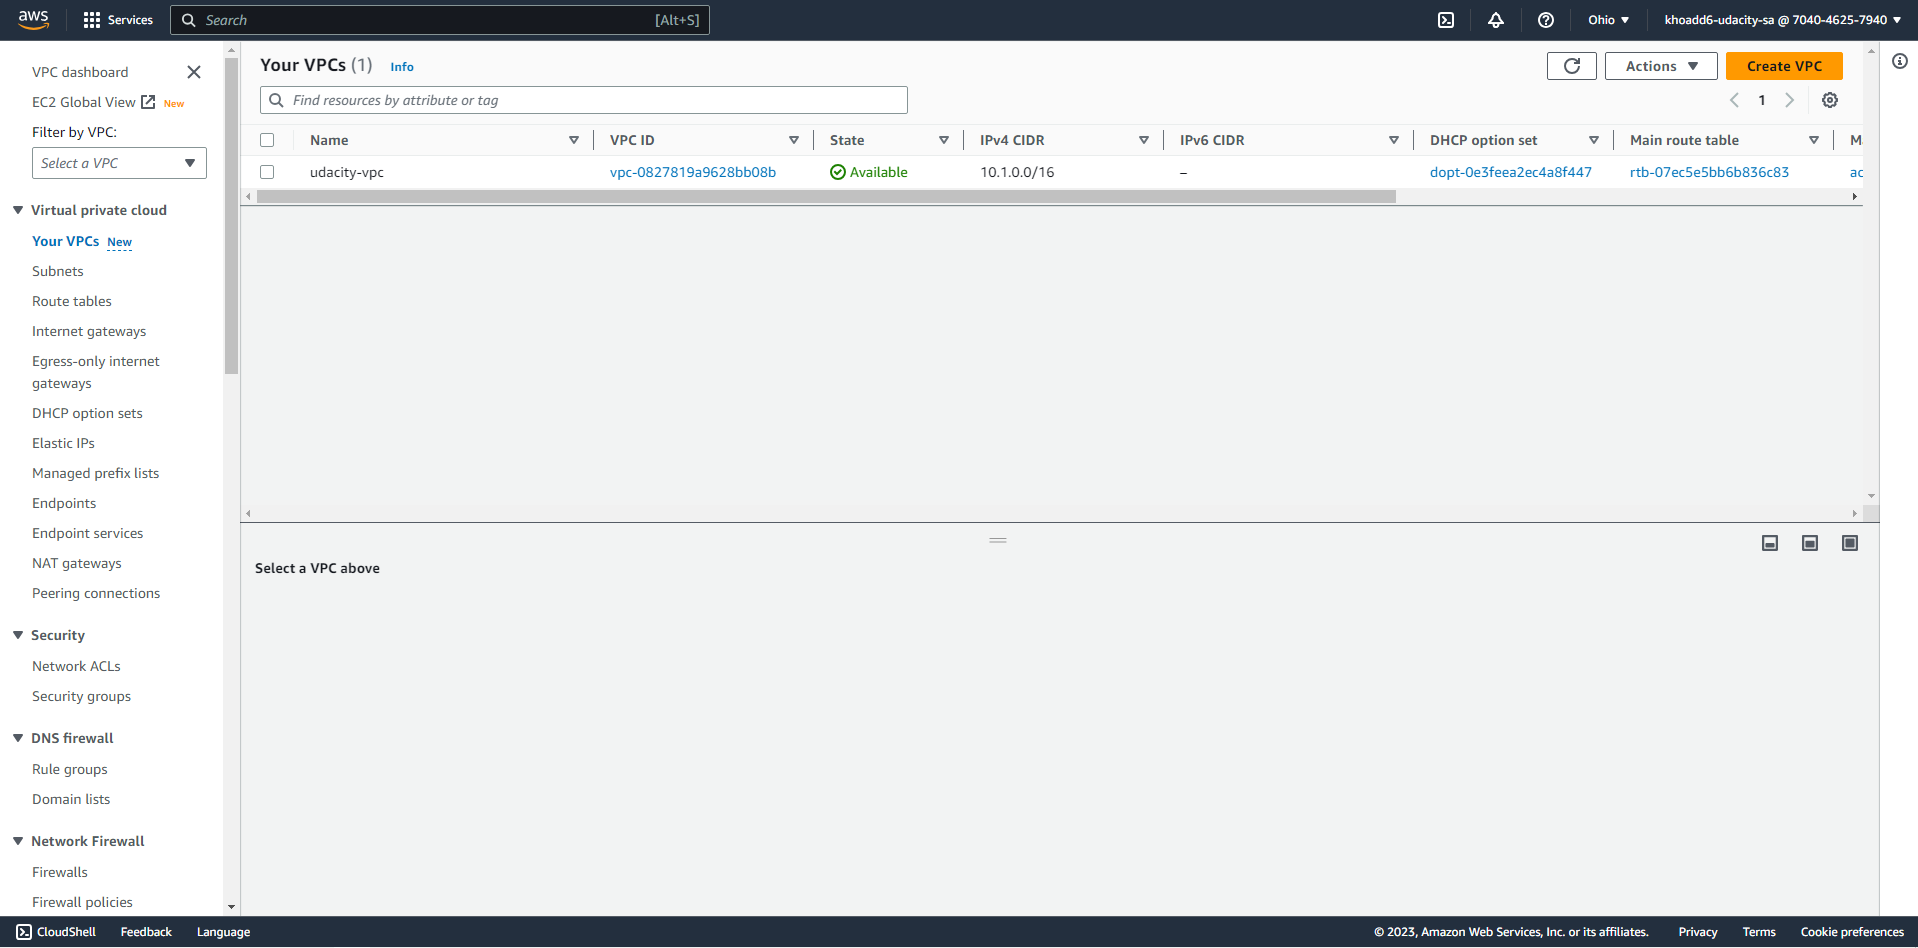 aws
Services
Search
[Alt+S]
Ohio
khoadd6-udacity-sa @ 7040-4625-7940
VPC dashboard
EC2 Global View New
Filter by VPC:
Select a VPC
Virtual private cloud
Your VPCs New
Subnets
Route tables
Internet gateways
Egress-only internet
gateways
DHCP option sets
Elastic IPs
Managed prefix lists
Endpoints
Endpoint services
NAT gateways
Peering connections
Security
Network ACLs
Security groups
DNS firewall
Rule groups
Domain lists
Network Firewall
Firewalls
Firewall policies
Your VPCs (1) Info
Actions
Create VPC
Find resources by attribute or tag
1
Name VPC ID State IPv4 CIDR IPv6 CIDR DHCP option set Main route table
udacity-vpc vpc-0827819a9628bb08b Available 10.1.0.0/16 – dopt-0e3feea2ec4a8f447 rtb-07ec5e5bb6b836c83
Select a VPC above
CloudShell Feedback Language
© 2023, Amazon Web Services, Inc. or its affiliates. Privacy Terms Cookie preferences